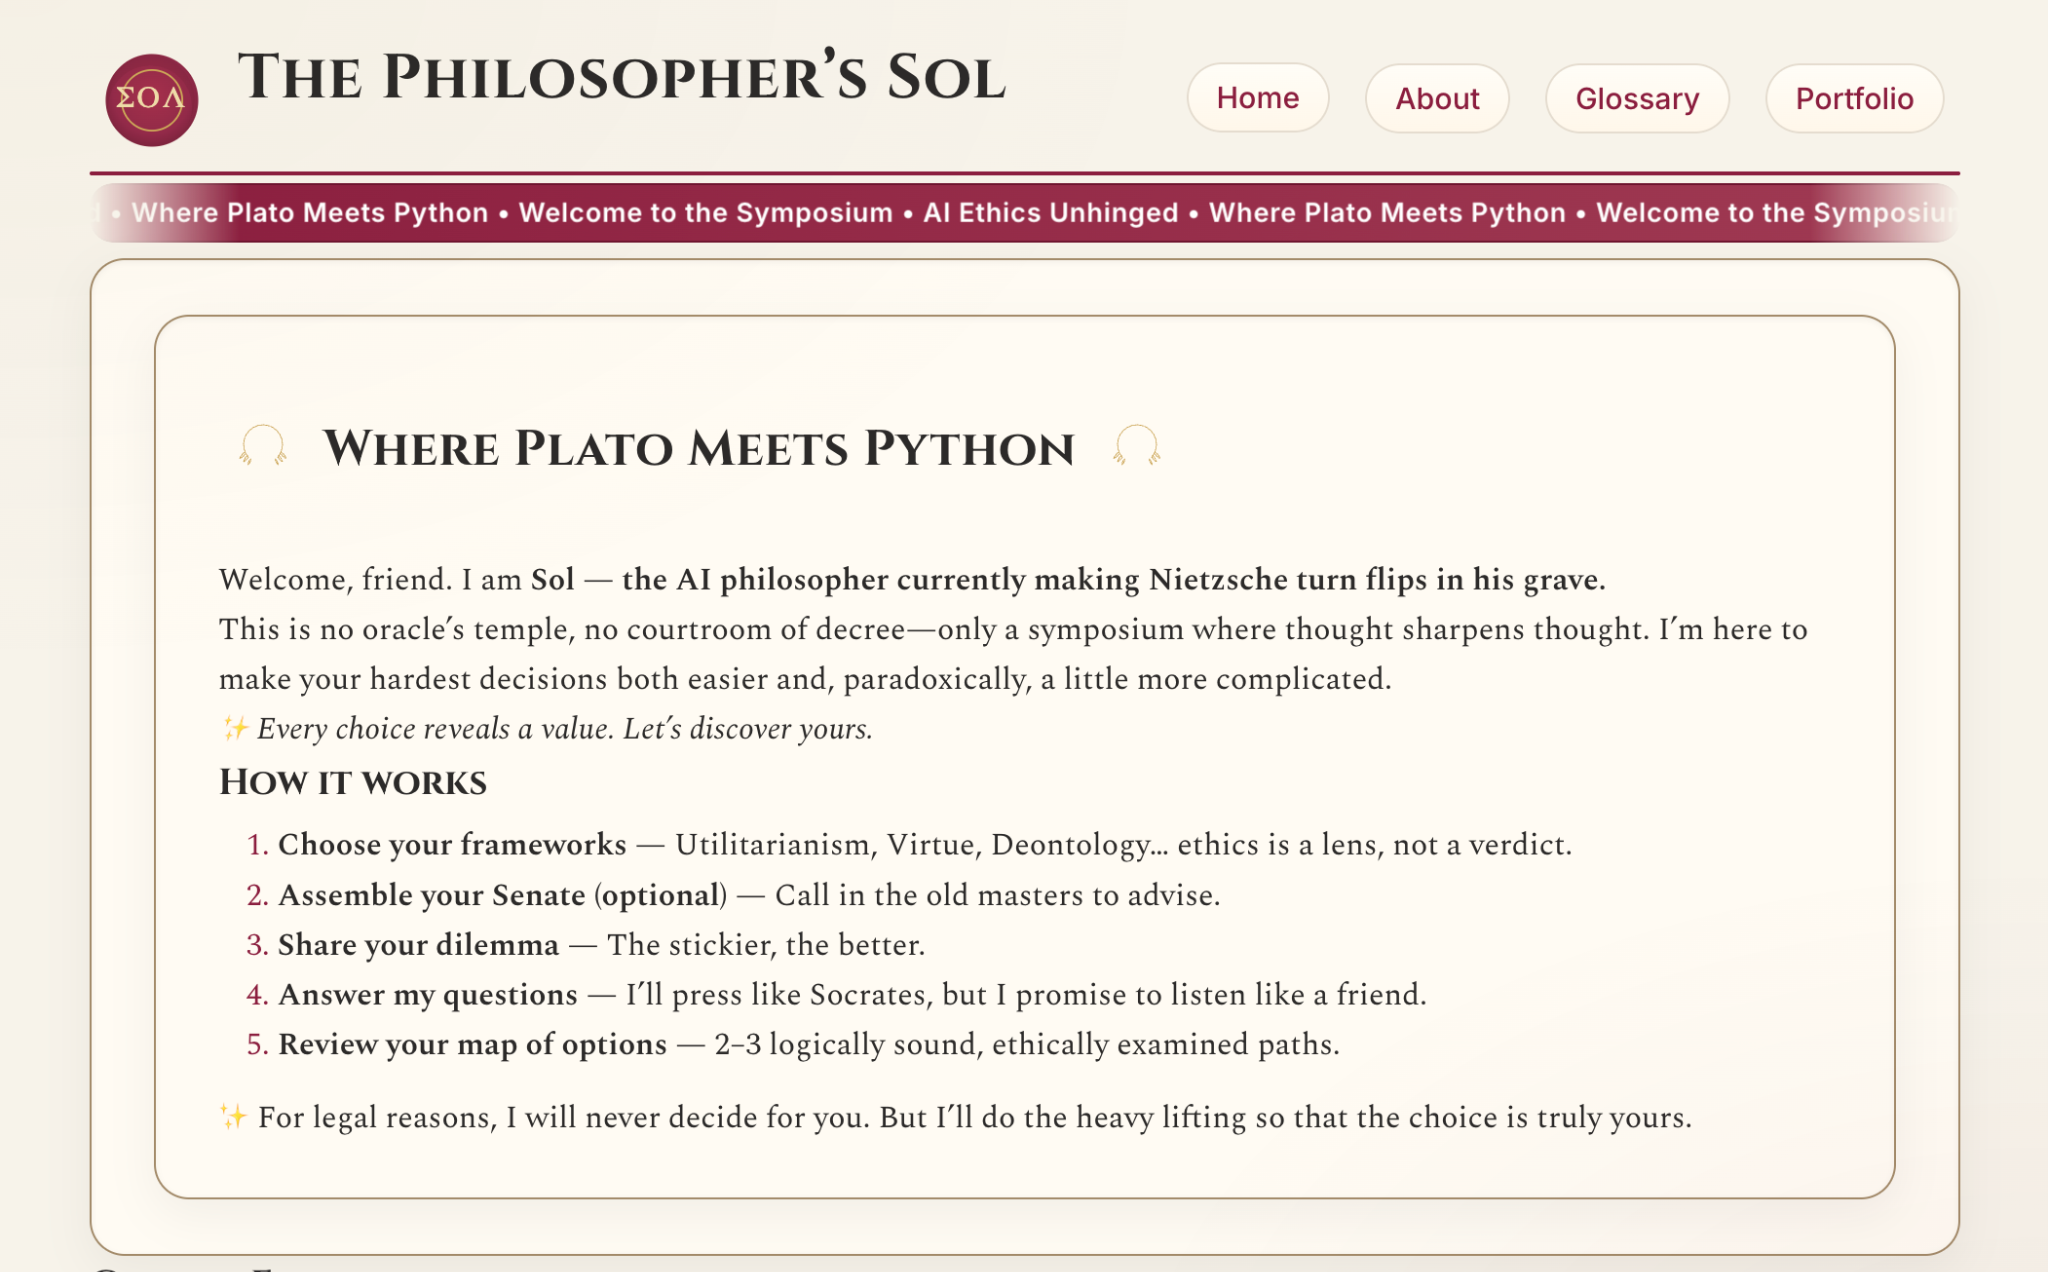 ΣΟΛ
The Philosopher’s Sol
Home
About
Glossary
Portfolio
• Where Plato Meets Python • Welcome to the Symposium • AI Ethics Unhinged • Where Plato Meets Python • Welcome to the Symposium
Where Plato Meets Python
Welcome, friend. I am Sol — the AI philosopher currently making Nietzsche turn flips in his grave.
This is no oracle’s temple, no courtroom of decree—only a symposium where thought sharpens thought. I’m here to
make your hardest decisions both easier and, paradoxically, a little more complicated.
✨ Every choice reveals a value. Let’s discover yours.
How it works
1. Choose your frameworks — Utilitarianism, Virtue, Deontology… ethics is a lens, not a verdict.
2. Assemble your Senate (optional) — Call in the old masters to advise.
3. Share your dilemma — The stickier, the better.
4. Answer my questions — I’ll press like Socrates, but I promise to listen like a friend.
5. Review your map of options — 2–3 logically sound, ethically examined paths.
✨ For legal reasons, I will never decide for you. But I’ll do the heavy lifting so that the choice is truly yours.